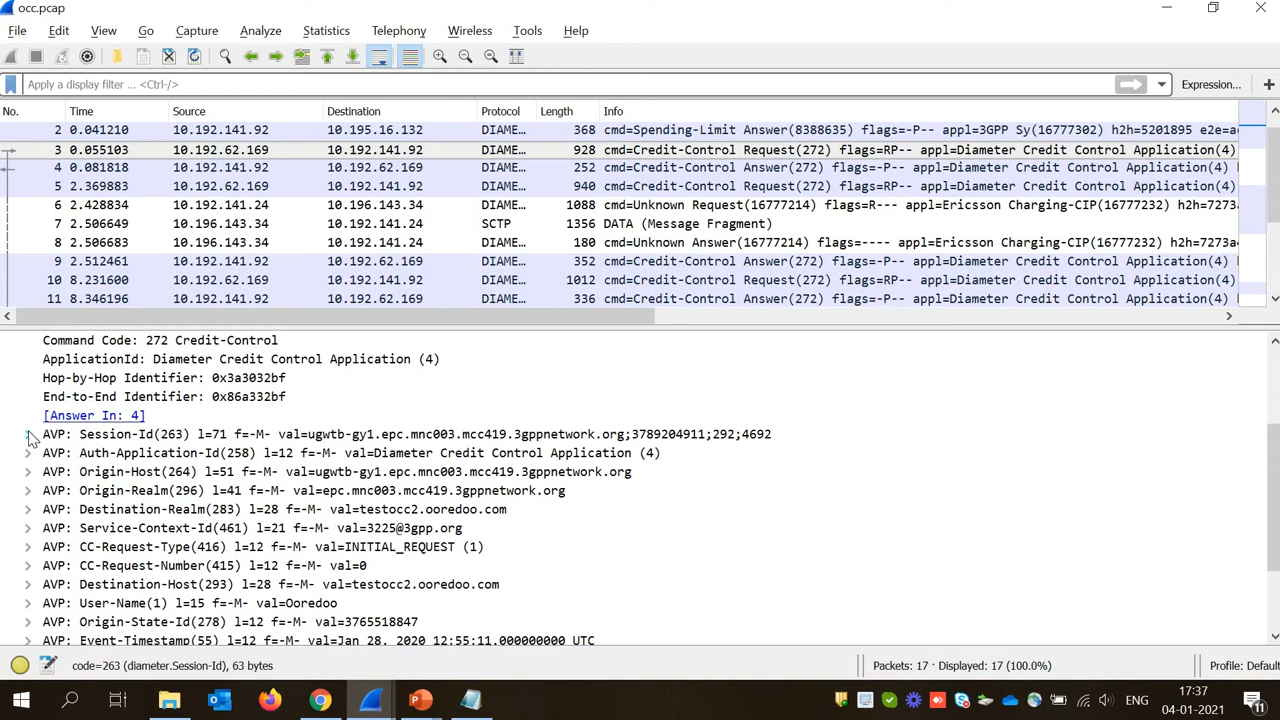 occ.pcap
File Edit View Go Capture Analyze Statistics Telephony Wireless Tools Help
Apply a display filter ... <Ctrl-/> Expression... +
No. Time Source Destination Protocol Length Info
2 0.041210 10.192.141.92 10.195.16.132 DIAME... 368 cmd=Spending-Limit Answer(8388635) flags=-P-- appl=3GPP Sy(16777302) h2h=5201895 e2e=a
3 0.055103 10.192.62.169 10.192.141.92 DIAME... 928 cmd=Credit-Control Request(272) flags=RP-- appl=Diameter Credit Control Application(4)
4 0.081818 10.192.141.92 10.192.62.169 DIAME... 252 cmd=Credit-Control Answer(272) flags=-P-- appl=Diameter Credit Control Application(4)
5 2.369883 10.192.62.169 10.192.141.92 DIAME... 940 cmd=Credit-Control Request(272) flags=RP-- appl=Diameter Credit Control Application(4)
6 2.428834 10.192.141.24 10.196.143.34 DIAME... 1088 cmd=Unknown Request(16777214) flags=R--- appl=Ericsson Charging-CIP(16777232) h2h=7273
7 2.506649 10.196.143.34 10.192.141.24 SCTP 1356 DATA (Message Fragment)
8 2.506683 10.196.143.34 10.192.141.24 DIAME... 180 cmd=Unknown Answer(16777214) flags=---- appl=Ericsson Charging-CIP(16777232) h2h=7273a
9 2.512461 10.192.141.92 10.192.62.169 DIAME... 352 cmd=Credit-Control Answer(272) flags=-P-- appl=Diameter Credit Control Application(4)
10 8.231600 10.192.62.169 10.192.141.92 DIAME... 1012 cmd=Credit-Control Request(272) flags=RP-- appl=Diameter Credit Control Application(4)
11 8.346196 10.192.141.92 10.192.62.169 DIAME... 336 cmd=Credit-Control Answer(272) flags=-P-- appl=Diameter Credit Control Application(4)
Command Code: 272 Credit-Control
ApplicationId: Diameter Credit Control Application (4)
Hop-by-Hop Identifier: 0x3a3032bf
End-to-End Identifier: 0x86a332bf
[Answer In: 4]
AVP: Session-Id(263) l=71 f=-M- val=ugwtb-gy1.epc.mnc003.mcc419.3gppnetwork.org;3789204911;292;4692
AVP: Auth-Application-Id(258) l=12 f=-M- val=Diameter Credit Control Application (4)
AVP: Origin-Host(264) l=51 f=-M- val=ugwtb-gy1.epc.mnc003.mcc419.3gppnetwork.org
AVP: Origin-Realm(296) l=41 f=-M- val=epc.mnc003.mcc419.3gppnetwork.org
AVP: Destination-Realm(283) l=28 f=-M- val=testocc2.ooredoo.com
AVP: Service-Context-Id(461) l=21 f=-M- val=3225@3gpp.org
AVP: CC-Request-Type(416) l=12 f=-M- val=INITIAL_REQUEST (1)
AVP: CC-Request-Number(415) l=12 f=-M- val=0
AVP: Destination-Host(293) l=28 f=-M- val=testocc2.ooredoo.com
AVP: User-Name(1) l=15 f=-M- val=Ooredoo
AVP: Origin-State-Id(278) l=12 f=-M- val=3765518847
AVP: Event-Timestamp(55) l=12 f=-M- val=Jan 28, 2020 12:55:11.000000000 UTC
code=263 (diameter.Session-Id), 63 bytes Packets: 17 · Displayed: 17 (100.0%) Profile: Default
ENG 17:37
04-01-2021 11